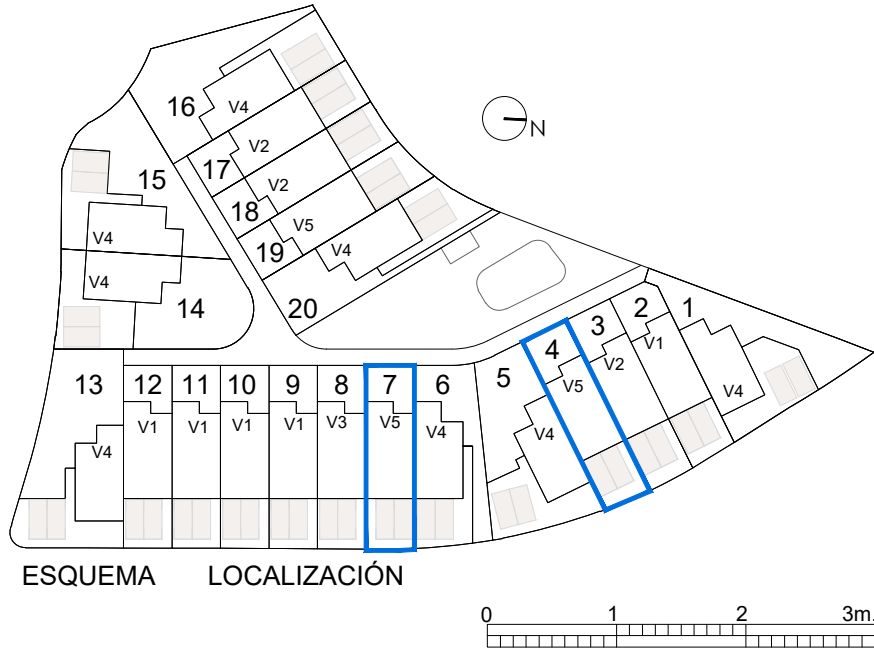 16
V4
N
17
V2
15
18
V2
19
V5
V4
V4
V4
20
14
1
2
3
4
V1
V2
5
V5
V4
V4
13
12
11
10
9
8
7
6
V1
V1
V1
V1
V3
V5
V4
V4
ESQUEMA LOCALIZACIÓN
0 1 2 3m.